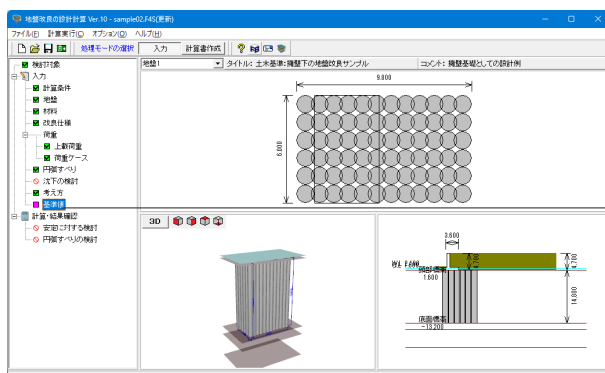 地盤改良の設計計算 Ver.10 - sample02.F4S(更新)
ファイル(F) 計算実行(C) オプション(O) ヘルプ(H)
処理モードの選択 入力 計算書作成
地盤1 タイトル: 土木基準:擁壁下の地盤改良サンプル コメント: 擁壁基礎としての設計例
検討対象
入力
計算条件
地盤
材料
改良仕様
荷重
上載荷重
荷重ケース
円弧すべり
沈下の検討
考え方
基準値
計算・結果確認
安定に対する検討
円弧すべりの検討
9.800
6.000
3D
3.600
4.700
4.700
頭部標高
1.600
14.800
底面標高
-13.200